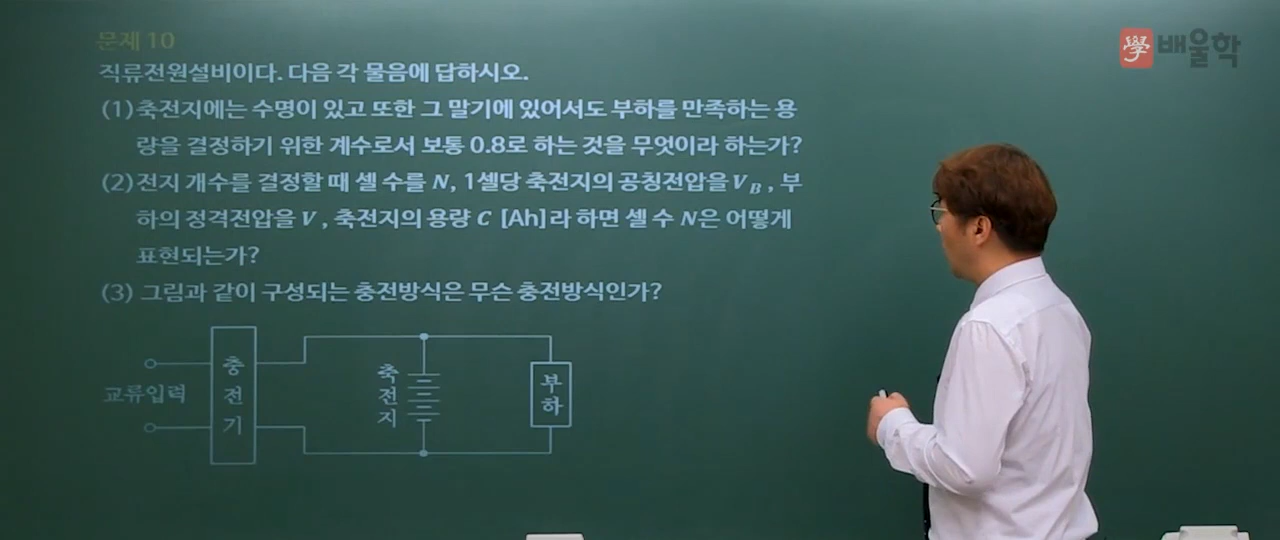 문제 10
學 배울학
직류전원설비이다. 다음 각 물음에 답하시오.
(1) 축전지에는 수명이 있고 또한 그 말기에 있어서도 부하를 만족하는 용
량을 결정하기 위한 계수로서 보통 0.8로 하는 것을 무엇이라 하는가?
(2) 전지 개수를 결정할 때 셀 수를 N, 1셀당 축전지의 공칭전압을 V_B, 부
하의 정격전압을 V, 축전지의 용량 C [Ah]라 하면 셀 수 N은 어떻게
표현되는가?
(3) 그림과 같이 구성되는 충전방식은 무슨 충전방식인가?
교류입력
충전기
축전지
부하